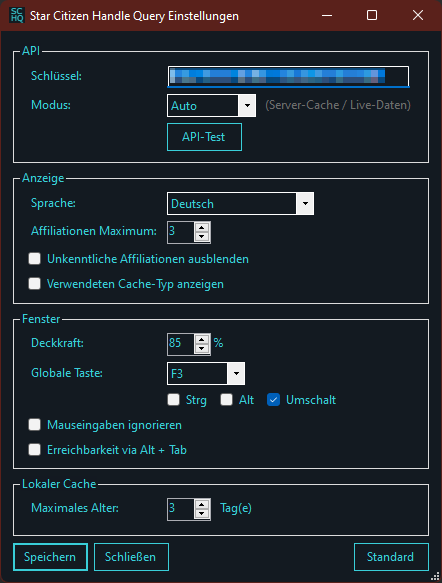 SC
HQ
Star Citizen Handle Query Einstellungen
API
Schlüssel:
Modus: Auto (Server-Cache / Live-Daten)
API-Test
Anzeige
Sprache: Deutsch
Affiliationen Maximum: 3
Unkenntliche Affiliationen ausblenden
Verwendeten Cache-Typ anzeigen
Fenster
Deckkraft: 85 %
Globale Taste: F3
Strg Alt Umschalt
Mauseingaben ignorieren
Erreichbarkeit via Alt + Tab
Lokaler Cache
Maximales Alter: 3 Tag(e)
Speichern Schließen Standard